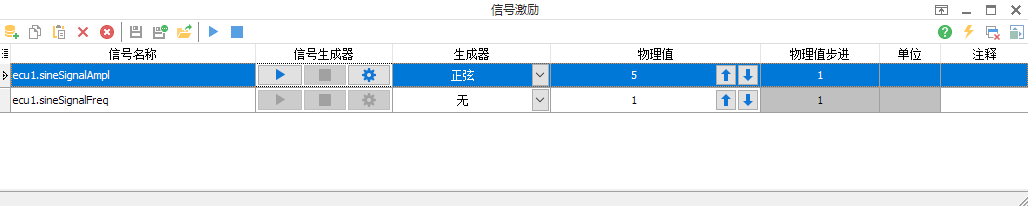 信号激励
信号名称 信号生成器 生成器 物理值 物理值步进 单位 注释
ecu1.sineSignalAmpl 正弦 5 1
ecu1.sineSignalFreq 无 1 1